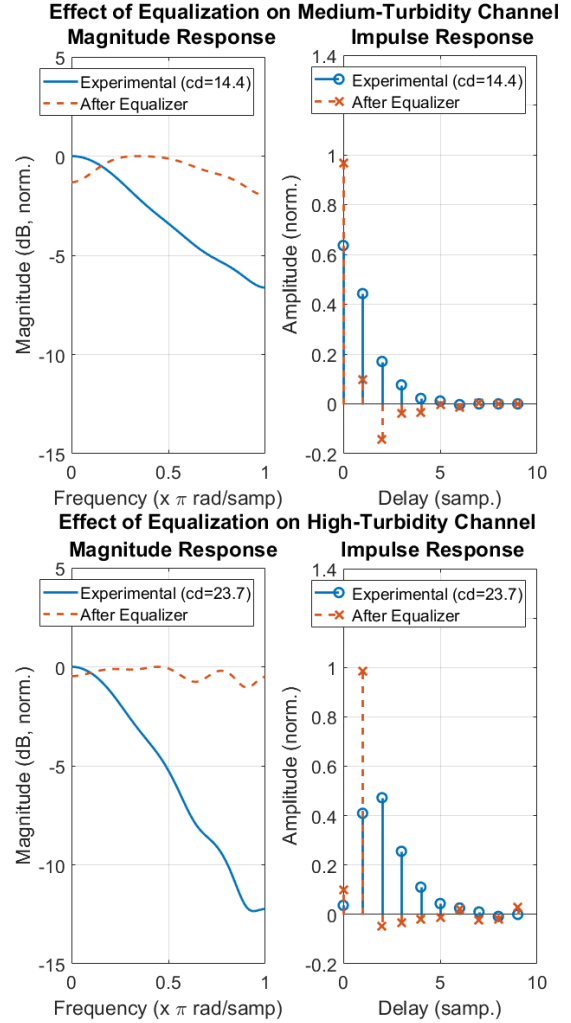 Effect of Equalization on Medium-Turbidity Channel
Magnitude Response
Impulse Response
5
0
-5
-10
-15
Magnitude (dB, norm.)
Experimental (cd=14.4)
After Equalizer
0
0.5
1
Frequency (x π rad/samp)
1.4
1
0.8
0.6
0.4
0.2
0
-0.2
Amplitude (norm.)
Experimental (cd=14.4)
After Equalizer
0
5
10
Delay (samp.)
Effect of Equalization on High-Turbidity Channel
Magnitude Response
Impulse Response
5
0
-5
-10
-15
Magnitude (dB, norm.)
Experimental (cd=23.7)
After Equalizer
0
0.5
1
Frequency (x π rad/samp)
1.4
1
0.8
0.6
0.4
0.2
0
-0.2
Amplitude (norm.)
Experimental (cd=23.7)
After Equalizer
0
5
10
Delay (samp.)